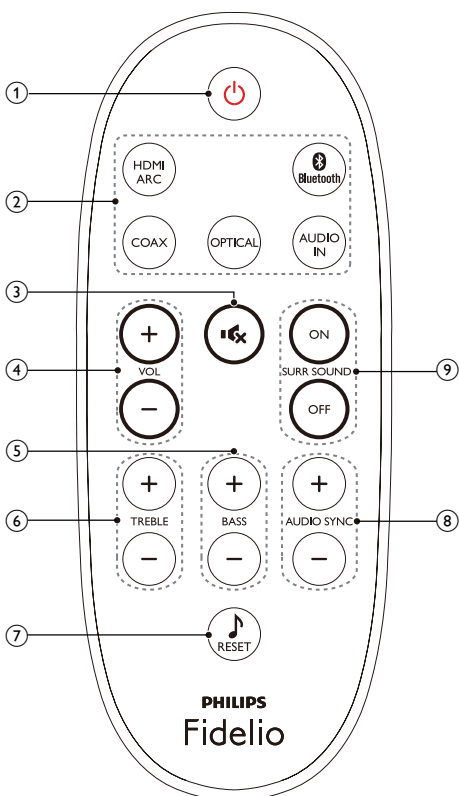 ①
HDMI
ARC
Bluetooth
②
COAX
OPTICAL
AUDIO
IN
③
+
ON
④
VOL
SURR SOUND
⑨
−
OFF
⑤
+
+
+
⑥
TREBLE
BASS
AUDIO SYNC
⑧
−
−
−
⑦
RESET
PHILIPS
Fidelio